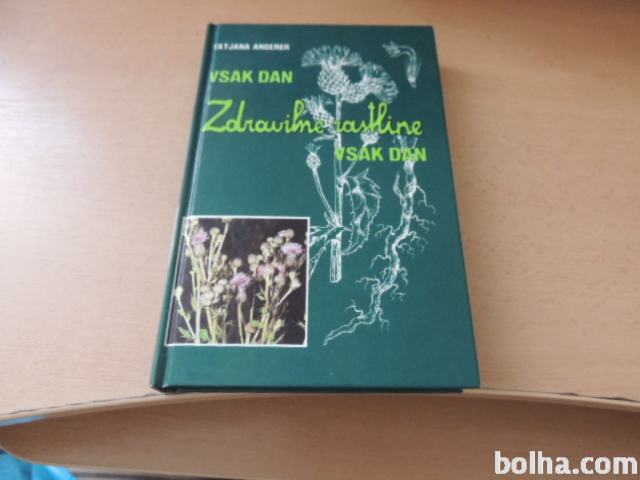 TATJANA ANGERER
VSAK DAN
Zdravilne rastline
VSAK DAN
bolha.com